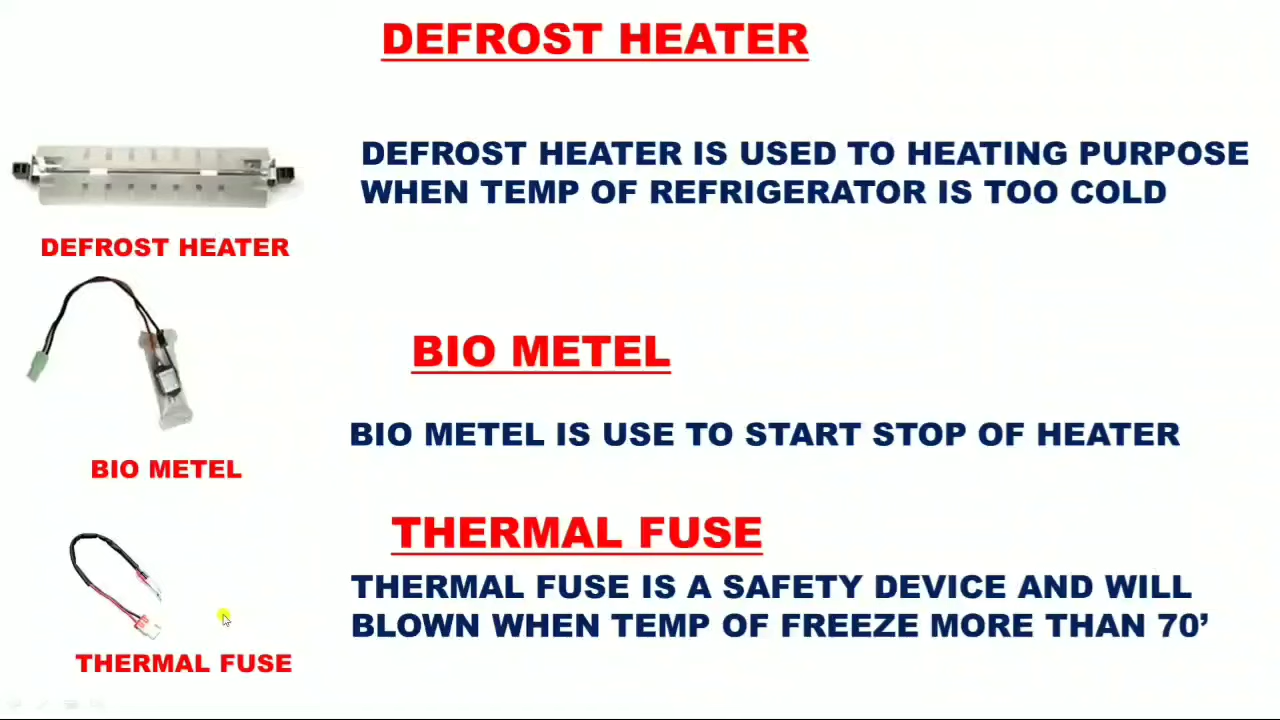 DEFROST HEATER
DEFROST HEATER IS USED TO HEATING PURPOSE
WHEN TEMP OF REFRIGERATOR IS TOO COLD
DEFROST HEATER
BIO METEL
BIO METEL IS USE TO START STOP OF HEATER
BIO METEL
THERMAL FUSE
THERMAL FUSE IS A SAFETY DEVICE AND WILL
BLOWN WHEN TEMP OF FREEZE MORE THAN 70’
THERMAL FUSE